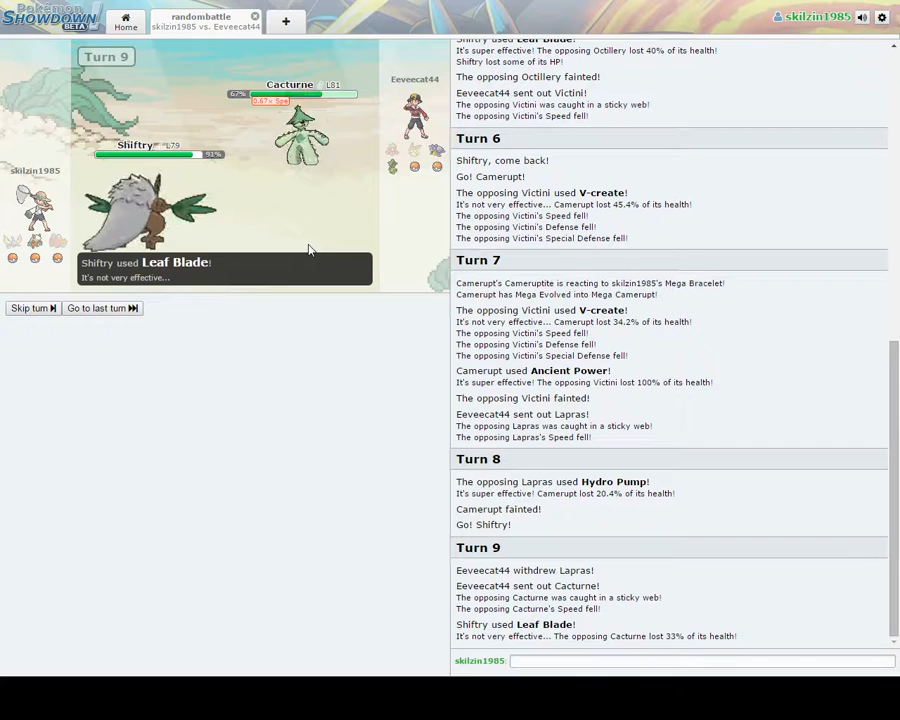 Pokémon
SHOWDOWN
BETA
Home
randombattle
skilzin1985 vs. Eeveecat44
skilzin1985
Turn 9
Cacturne L81
67%
0.67x Spe
Eeveecat44
Shiftry L79
91%
skilzin1985
Shiftry used Leaf Blade!
It's not very effective...
Skip turn
Go to last turn
Shiftry used Leaf Blade!
It's super effective! The opposing Octillery lost 40% of its health!
Shiftry lost some of its HP!
The opposing Octillery fainted!
Eeveecat44 sent out Victini!
The opposing Victini was caught in a sticky web!
The opposing Victini's Speed fell!
Turn 6
Shiftry, come back!
Go! Camerupt!
The opposing Victini used V-create!
It's not very effective... Camerupt lost 45.4% of its health!
The opposing Victini's Speed fell!
The opposing Victini's Defense fell!
The opposing Victini's Special Defense fell!
Turn 7
Camerupt's Cameruptite is reacting to skilzin1985's Mega Bracelet!
Camerupt has Mega Evolved into Mega Camerupt!
The opposing Victini used V-create!
It's not very effective... Camerupt lost 34.2% of its health!
The opposing Victini's Speed fell!
The opposing Victini's Defense fell!
The opposing Victini's Special Defense fell!
Camerupt used Ancient Power!
It's super effective! The opposing Victini lost 100% of its health!
The opposing Victini fainted!
Eeveecat44 sent out Lapras!
The opposing Lapras was caught in a sticky web!
The opposing Lapras's Speed fell!
Turn 8
The opposing Lapras used Hydro Pump!
It's super effective! Camerupt lost 20.4% of its health!
Camerupt fainted!
Go! Shiftry!
Turn 9
Eeveecat44 withdrew Lapras!
Eeveecat44 sent out Cacturne!
The opposing Cacturne was caught in a sticky web!
The opposing Cacturne's Speed fell!
Shiftry used Leaf Blade!
It's not very effective... The opposing Cacturne lost 33% of its health!
skilzin1985: